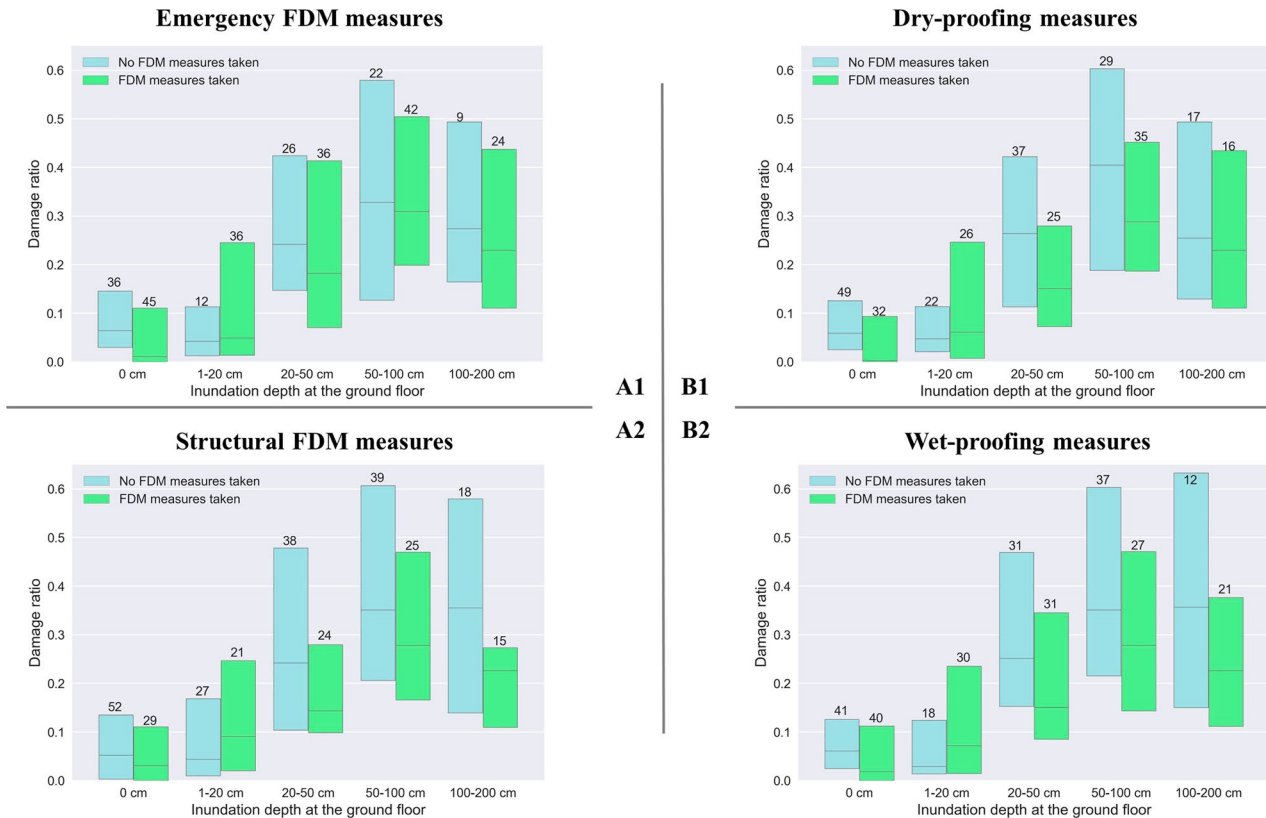 Emergency FDM measures
No FDM measures taken
FDM measures taken
Damage ratio
0.6
0.5
0.4
0.3
0.2
0.1
0.0
36
45
12
36
26
36
22
42
9
24
0 cm
1-20 cm
20-50 cm
50-100 cm
100-200 cm
Inundation depth at the ground floor
A1
Dry-proofing measures
No FDM measures taken
FDM measures taken
Damage ratio
0.6
0.5
0.4
0.3
0.2
0.1
0.0
49
32
22
26
37
25
29
35
17
16
0 cm
1-20 cm
20-50 cm
50-100 cm
100-200 cm
Inundation depth at the ground floor
B1
A2
Structural FDM measures
No FDM measures taken
FDM measures taken
Damage ratio
0.6
0.5
0.4
0.3
0.2
0.1
0.0
52
29
27
21
38
24
39
25
18
15
0 cm
1-20 cm
20-50 cm
50-100 cm
100-200 cm
Inundation depth at the ground floor
B2
Wet-proofing measures
No FDM measures taken
FDM measures taken
Damage ratio
0.6
0.5
0.4
0.3
0.2
0.1
0.0
41
40
18
30
31
31
37
27
12
21
0 cm
1-20 cm
20-50 cm
50-100 cm
100-200 cm
Inundation depth at the ground floor